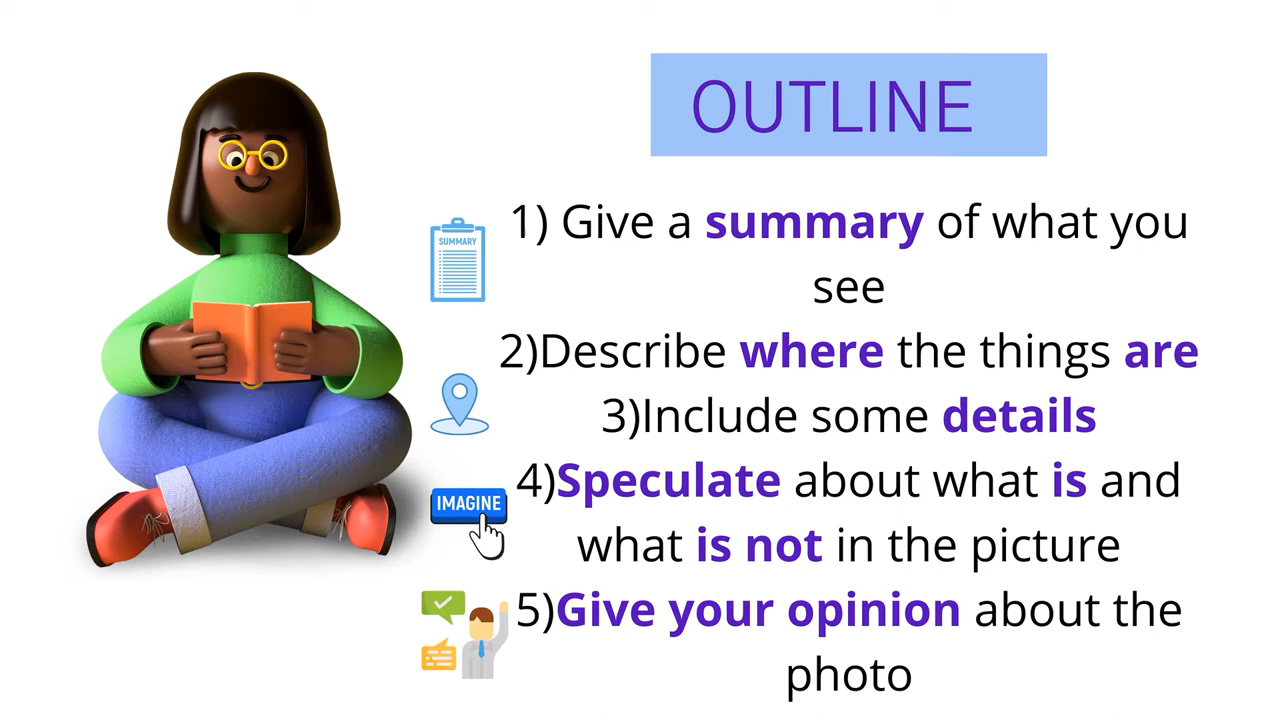 OUTLINE
SUMMARY
1) Give a summary of what you
see
2)Describe where the things are
3)Include some details
IMAGINE
4)Speculate about what is and
what is not in the picture
5)Give your opinion about the
photo